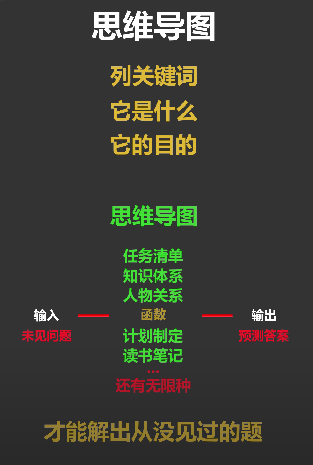 思维导图
列关键词
它是什么
它的目的
思维导图
任务清单
知识体系
人物关系
输入 函数 输出
未见问题 计划制定 预测答案
读书笔记
...
还有无限种
才能解出从没见过的题